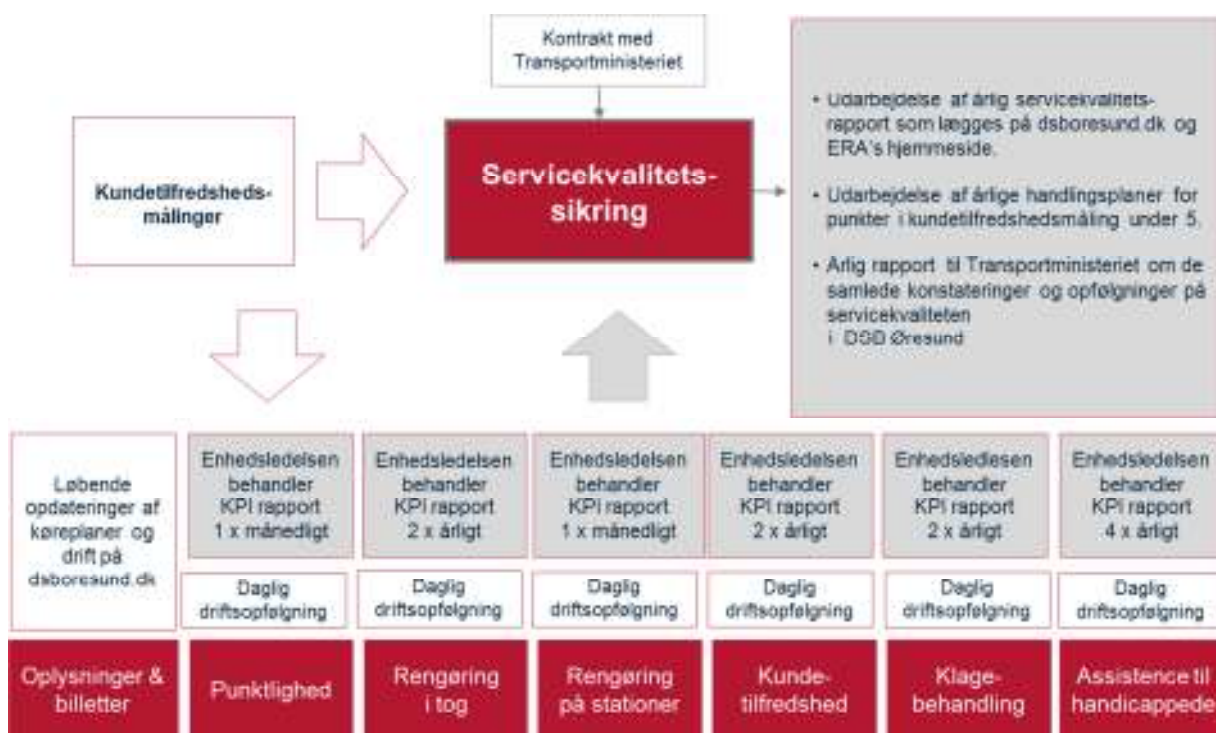 Kontrakt med
Transportministeriet
Kundetilfredsheds-
målinger
Servicekvalitets-
sikring
• Udarbejdelse af årlig servicekvalitets-
rapport som lægges på dsboresund.dk og
ERA's hjemmeside.
• Udarbejdelse af årlige handlingsplaner for
punkter i kundetilfredshedsmåling under 5.
• Årlig rapport til Transportministeriet om de
samlede konstateringer og opfølgninger på
servicekvaliteten
i DSB Øresund
Løbende
opdateringer af
køreplaner og
drift på
dsboresund.dk
Enhedsledelsen
behandler
KPI rapport
1 x månedligt
Enhedsledelsen
behandler
KPI rapport
2 x årligt
Enhedsledelsen
behandler
KPI rapport
1 x månedligt
Enhedsledelsen
behandler
KPI rapport
2 x årligt
Enhedsledlesen
behandler
KPI rapport
2 x årligt
Enhedsledelsen
behandler
KPI rapport
4 x årligt
Daglig
driftsopfølgning
Daglig
driftsopfølgning
Daglig
driftsopfølgning
Daglig
driftsopfølgning
Daglig
driftsopfølgning
Daglig
driftsopfølgning
Oplysninger &
billetter
Punktlighed
Rengøring
i tog
Rengøring
på stationer
Kunde-
tilfredshed
Klage-
behandling
Assistence til
handicappede